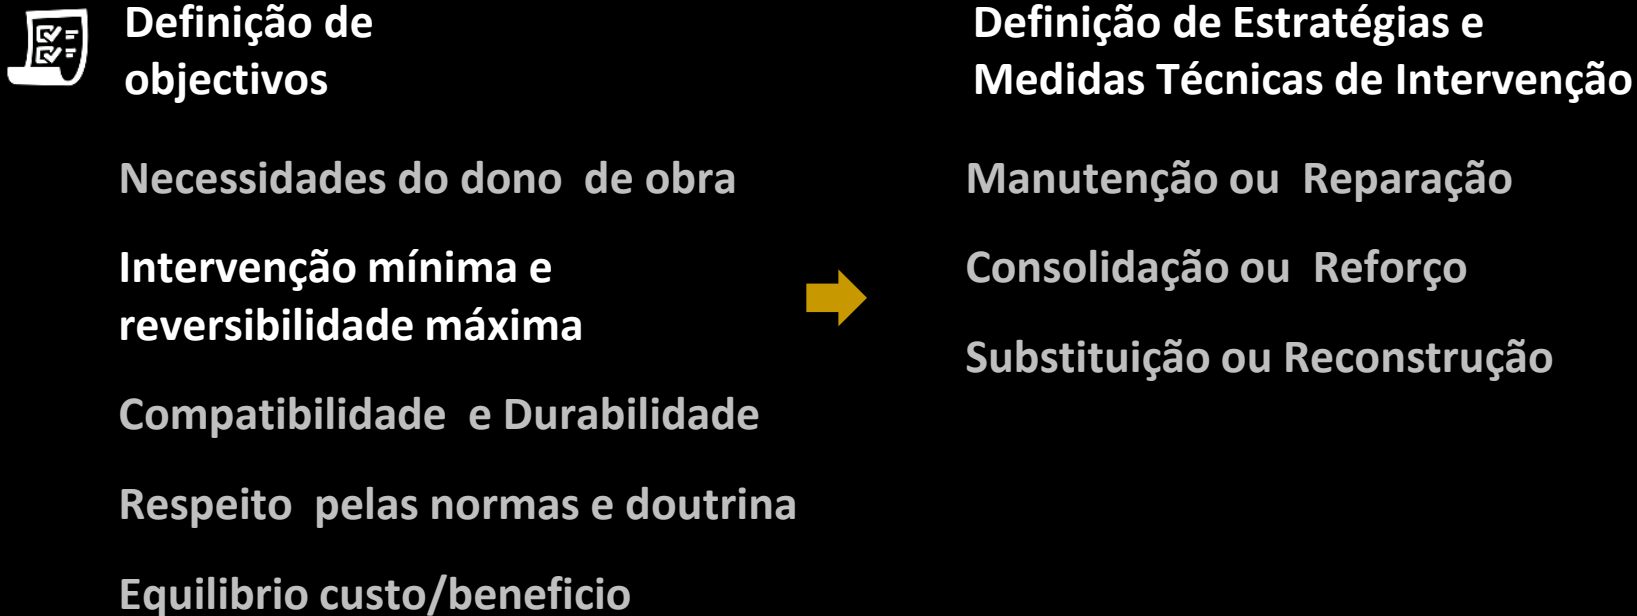 Definição de
objectivos
Necessidades do dono  de obra
Intervenção mínima e
reversibilidade máxima
Compatibilidade  e Durabilidade
Respeito  pelas normas e doutrina
Equilibrio custo/beneficio
Definição de Estratégias e
Medidas Técnicas de Intervenção
Manutenção ou  Reparação
Consolidação ou  Reforço
Substituição ou Reconstrução